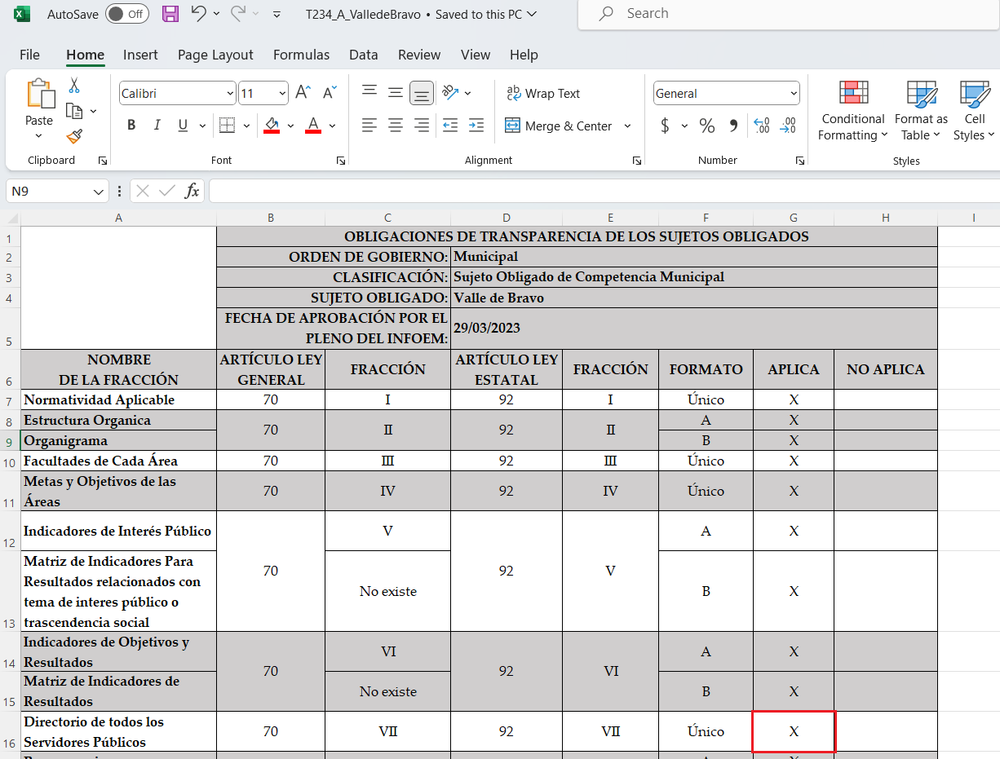 AutoSave Off T234_A_ValledeBravo • Saved to this PC Search
File Home Insert Page Layout Formulas Data Review View Help
Paste
Calibri 11 A A
B I U A
Wrap Text
Merge & Center
General
$ % 9 .00 .00
Conditional Formatting
Format as Table
Cell Styles
Clipboard Font Alignment Number Styles
N9 fx
A B C D E F G H I
1 OBLIGACIONES DE TRANSPARENCIA DE LOS SUJETOS OBLIGADOS
2 ORDEN DE GOBIERNO: Municipal
3 CLASIFICACIÓN: Sujeto Obligado de Competencia Municipal
4 SUJETO OBLIGADO: Valle de Bravo
FECHA DE APROBACIÓN POR EL
5 PLENO DEL INFOEM: 29/03/2023
NOMBRE ARTÍCULO LEY FRACCIÓN ARTÍCULO LEY FRACCIÓN FORMATO APLICA NO APLICA
6 DE LA FRACCIÓN GENERAL ESTATAL
7 Normatividad Aplicable 70 I 92 I Único X
8 Estructura Organica 70 II 92 II A X
9 Organigrama B X
10 Facultades de Cada Área 70 III 92 III Único X
Metas y Objetivos de las
11 Áreas 70 IV 92 IV Único X
12 Indicadores de Interés Público 70 V 92 V A X
Matriz de Indicadores Para
Resultados relacionados con
tema de interes público o No existe B X
13 trascendencia social
Indicadores de Objetivos y
14 Resultados 70 VI 92 VI A X
Matriz de Indicadores de
15 Resultados No existe B X
Directorio de todos los
16 Servidores Públicos 70 VII 92 VII Único X